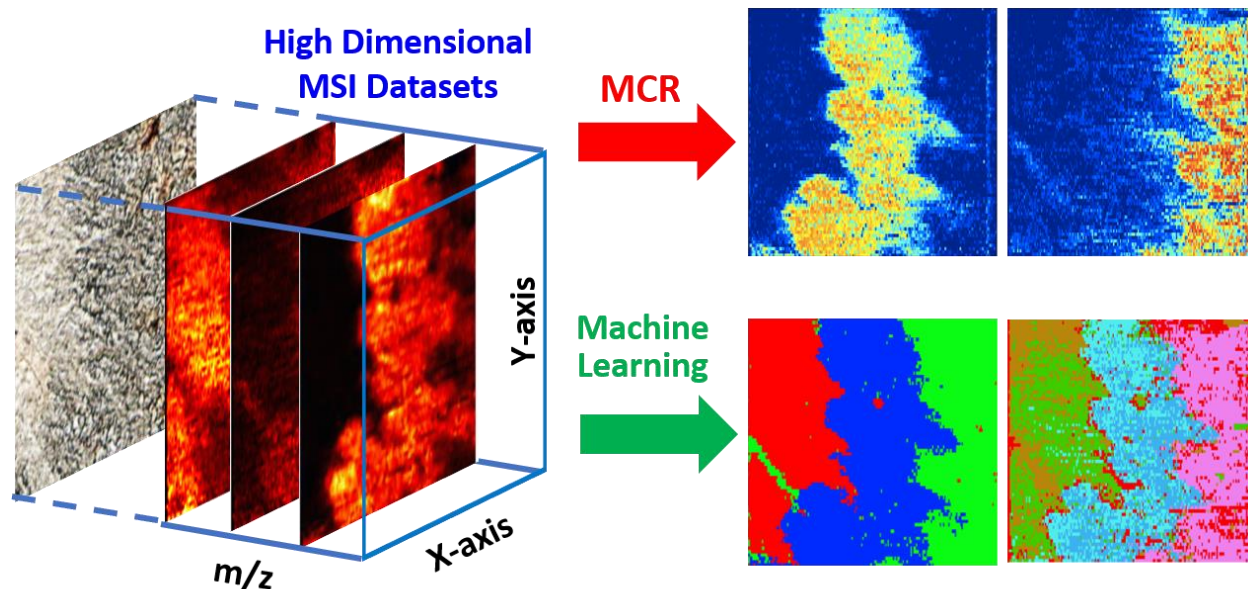 High Dimensional
MSI Datasets
MCR
Machine
Learning
Y-axis
X-axis
m/z